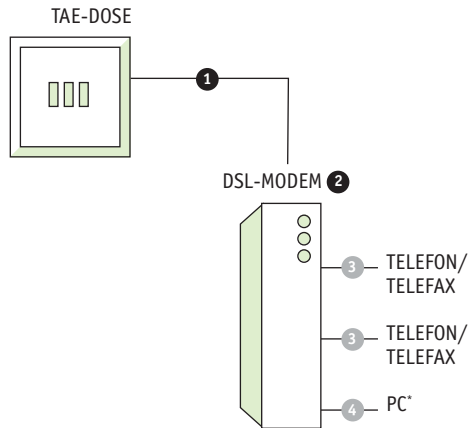 TAE-DOSE
1
DSL-MODEM 2
3 TELEFON/
TELEFAX
3 TELEFON/
TELEFAX
4 PC*